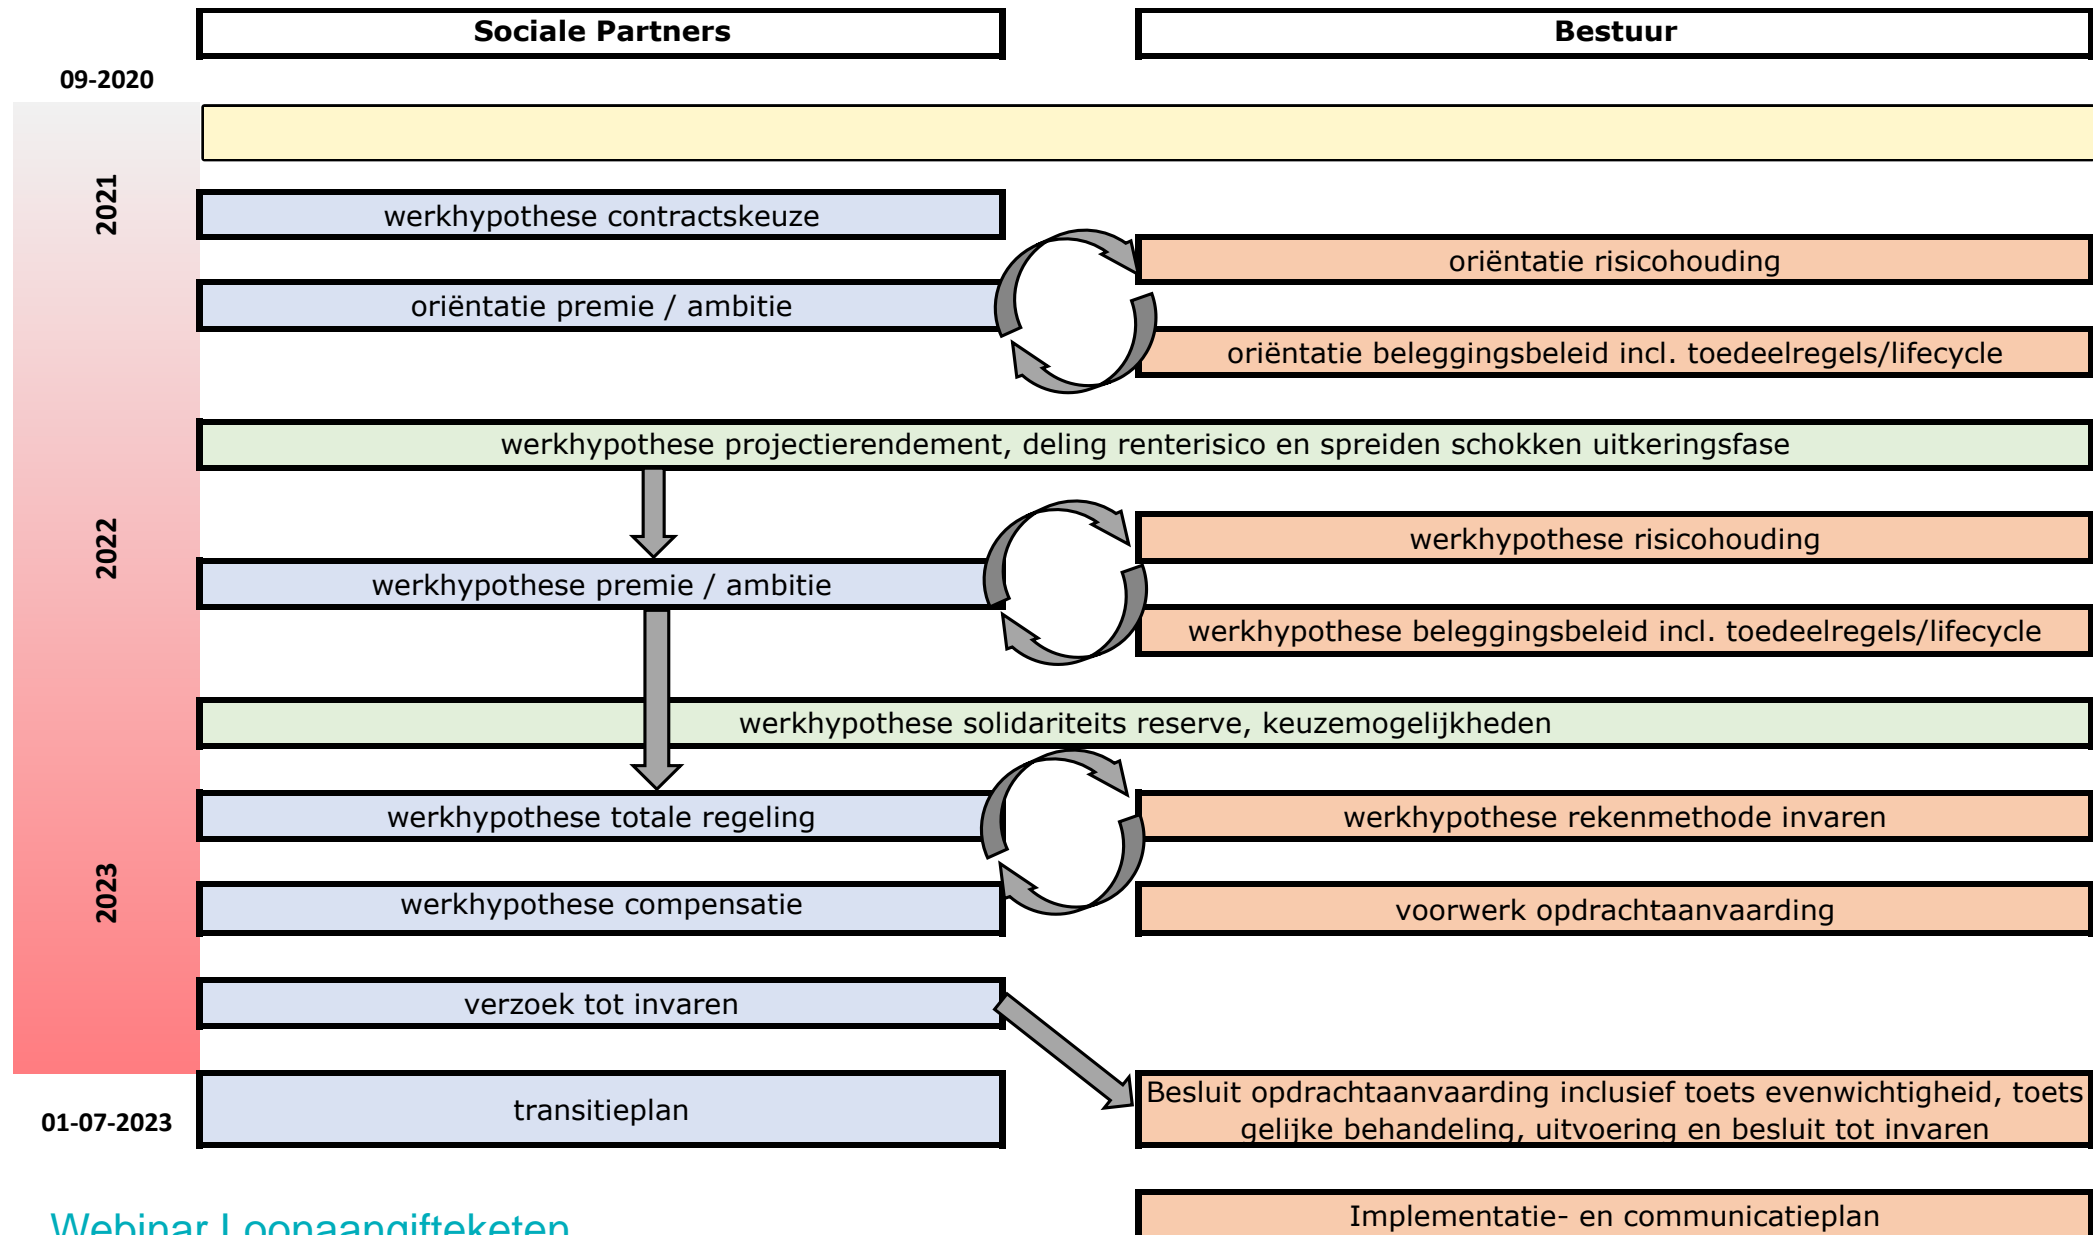 Sociale Partners
Bestuur
09-2020
2021
werkhypothese contractskeuze
oriëntatie risicohouding
oriëntatie premie / ambitie
oriëntatie beleggingsbeleid incl. toedeelregels/lifecycle
werkhypothese projectierendement, deling renterisico en spreiden schokken uitkeringsfase
2022
werkhypothese risicohouding
werkhypothese premie / ambitie
werkhypothese beleggingsbeleid incl. toedeelregels/lifecycle
werkhypothese solidariteits reserve, keuzemogelijkheden
werkhypothese totale regeling
werkhypothese rekenmethode invaren
2023
werkhypothese compensatie
voorwerk opdrachtaanvaarding
verzoek tot invaren
transitieplan
Besluit opdrachtaanvaarding inclusief toets evenwichtigheid, toets
gelijke behandeling, uitvoering en besluit tot invaren
01-07-2023
Implementatie- en communicatieplan
Webinar Loonaangifteketen